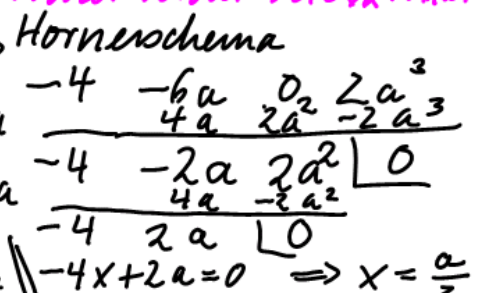 Hornerschema
-4 -6a 0 2a³
4a 2a² -2a³
-4 -2a 2a² 0
4a -2a²
-4 2a 0
-4x+2a=0 ⟹ x=